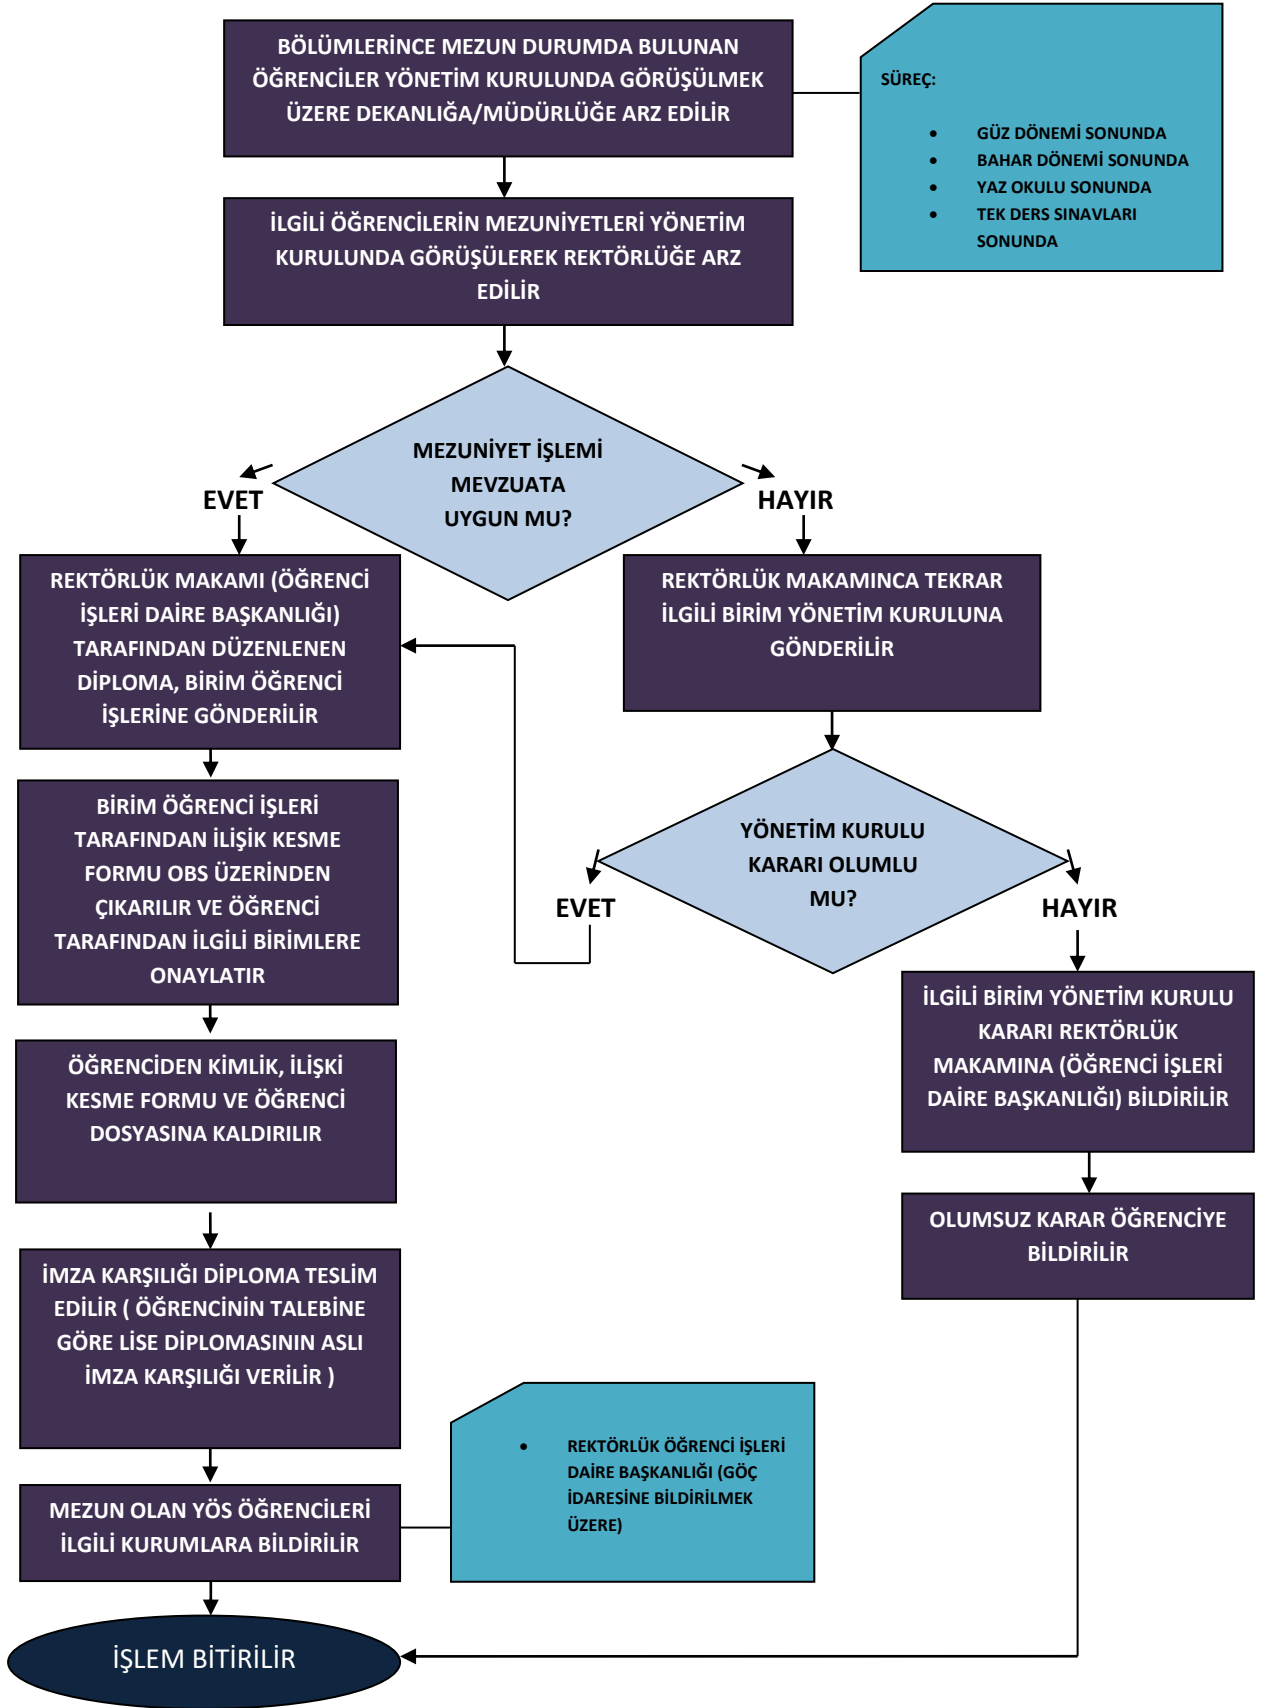 BÖLÜMLERİNCE MEZUN DURUMDA BULUNAN
ÖĞRENCİLER YÖNETİM KURULUNDA GÖRÜŞÜLMEK
ÜZERE DEKANLIĞA/MÜDÜRLÜĞE ARZ EDİLİR
SÜREÇ:
• GÜZ DÖNEMİ SONUNDA
• BAHAR DÖNEMİ SONUNDA
• YAZ OKULU SONUNDA
• TEK DERS SINAVLARI
SONUNDA
İLGİLİ ÖĞRENCİLERİN MEZUNİYETLERİ YÖNETİM
KURULUNDA GÖRÜŞÜLEREK REKTÖRLÜĞE ARZ
EDİLİR
MEZUNİYET İŞLEMİ
MEVZUATA
UYGUN MU?
EVET
HAYIR
REKTÖRLÜK MAKAMI (ÖĞRENCİ
İŞLERİ DAİRE BAŞKANLIĞI)
TARAFINDAN DÜZENLENEN
DİPLOMA, BİRİM ÖĞRENCİ
İŞLERİNE GÖNDERİLİR
REKTÖRLÜK MAKAMINCA TEKRAR
İLGİLİ BİRİM YÖNETİM KURULUNA
GÖNDERİLİR
BİRİM ÖĞRENCİ İŞLERİ
TARAFINDAN İLİŞİK KESME
FORMU OBS ÜZERİNDEN
ÇIKARILIR VE ÖĞRENCİ
TARAFINDAN İLGİLİ BİRİMLERE
ONAYLATIR
YÖNETİM KURULU
KARARI OLUMLU
MU?
EVET
HAYIR
ÖĞRENCİDEN KİMLİK, İLİŞKİ
KESME FORMU VE ÖĞRENCİ
DOSYASINA KALDIRILIR
İLGİLİ BİRİM YÖNETİM KURULU
KARARI REKTÖRLÜK
MAKAMINA (ÖĞRENCİ İŞLERİ
DAİRE BAŞKANLIĞI) BİLDİRİLİR
OLUMSUZ KARAR ÖĞRENCİYE
BİLDİRİLİR
İMZA KARŞILIĞI DİPLOMA TESLİM
EDİLİR ( ÖĞRENCİNİN TALEBİNE
GÖRE LİSE DİPLOMASININ ASLI
İMZA KARŞILIĞI VERİLİR )
• REKTÖRLÜK ÖĞRENCİ İŞLERİ
DAİRE BAŞKANLIĞI (GÖÇ
İDARESİNE BİLDİRİLMEK
ÜZERE)
MEZUN OLAN YÖS ÖĞRENCİLERİ
İLGİLİ KURUMLARA BİLDİRİLİR
İŞLEM BİTİRİLİR